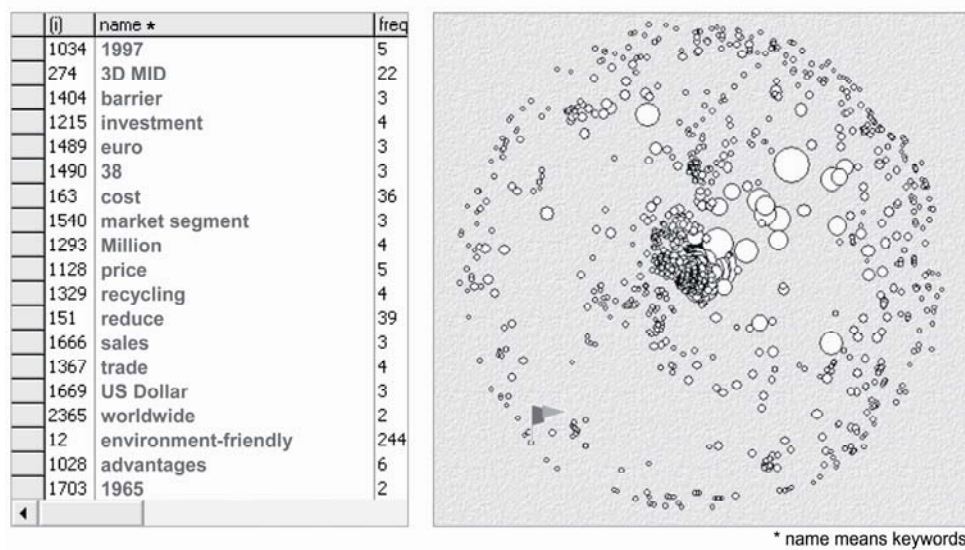 (i) name * freq
1034 1997 5
274 3D MID 22
1404 barrier 3
1215 investment 4
1489 euro 3
1490 38 3
163 cost 36
1540 market segment 3
1293 Million 4
1128 price 5
1329 recycling 4
151 reduce 39
1666 sales 3
1367 trade 4
1669 US Dollar 3
2365 worldwide 2
12 environment-friendly 244
1028 advantages 6
1703 1965 2
* name means keywords